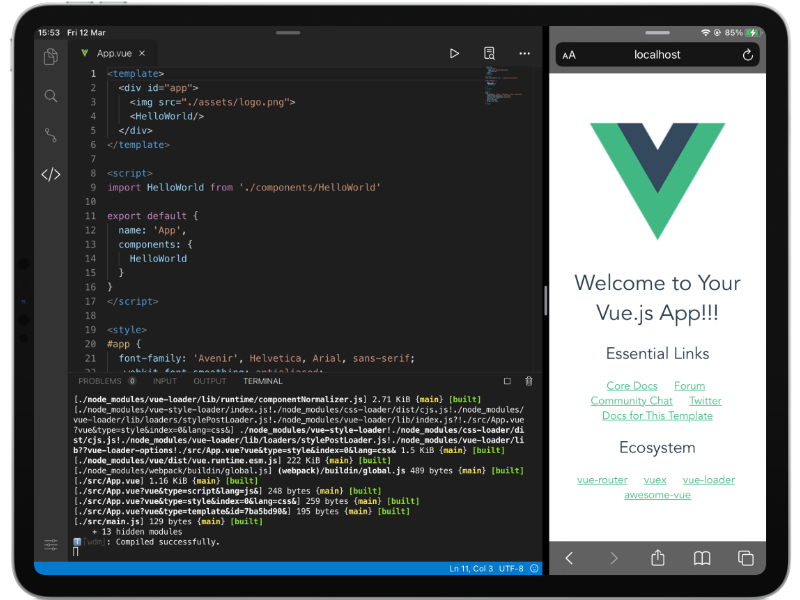 15:53 Fri 12 Mar
85%
App.vue
1 <template>
2 <div id="app">
3 <img src="./assets/logo.png">
4 <HelloWorld/>
5 </div>
6 </template>
7
8 <script>
9 import HelloWorld from './components/HelloWorld'
10
11 export default {
12 name: 'App',
13 components: {
14 HelloWorld
15 }
16 }
17 </script>
18
19 <style>
20 #app {
21 font-family: 'Avenir', Helvetica, Arial, sans-serif;
PROBLEMS 0 INPUT OUTPUT TERMINAL
[./node_modules/vue-loader/lib/runtime/componentNormalizer.js] 2.71 KiB {main} [built]
[./node_modules/vue-style-loader/index.js!./node_modules/css-loader/dist/cjs.js!./node_modules/
vue-loader/lib/loaders/stylePostLoader.js!./node_modules/vue-loader/lib/index.js?!./src/App.vue
?vue&type=style&index=0&lang=css&] ./node_modules/vue-style-loader!./node_modules/css-loader/di
st/cjs.js!./node_modules/vue-loader/lib/loaders/stylePostLoader.js!./node_modules/vue-loader/li
b??vue-loader-options!./src/App.vue?vue&type=style&index=0&lang=css& 1.5 KiB {main} [built]
[./node_modules/vue/dist/vue.runtime.esm.js] 222 KiB {main} [built]
[./node_modules/webpack/buildin/global.js] (webpack)/buildin/global.js 489 bytes {main} [built]
[./src/App.vue] 1.16 KiB {main} [built]
[./src/App.vue?vue&type=script&lang=js&] 248 bytes {main} [built]
[./src/App.vue?vue&type=style&index=0&lang=css&] 259 bytes {main} [built]
[./src/App.vue?vue&type=template&id=7ba5bd90&] 195 bytes {main} [built]
[./src/main.js] 129 bytes {main} [built]
+ 13 hidden modules
[wdm]: Compiled successfully.
Ln 11, Col 3 UTF-8
AA localhost
Welcome to Your
Vue.js App!!!
Essential Links
Core Docs Forum
Community Chat Twitter
Docs for This Template
Ecosystem
vue-router vuex vue-loader
awesome-vue